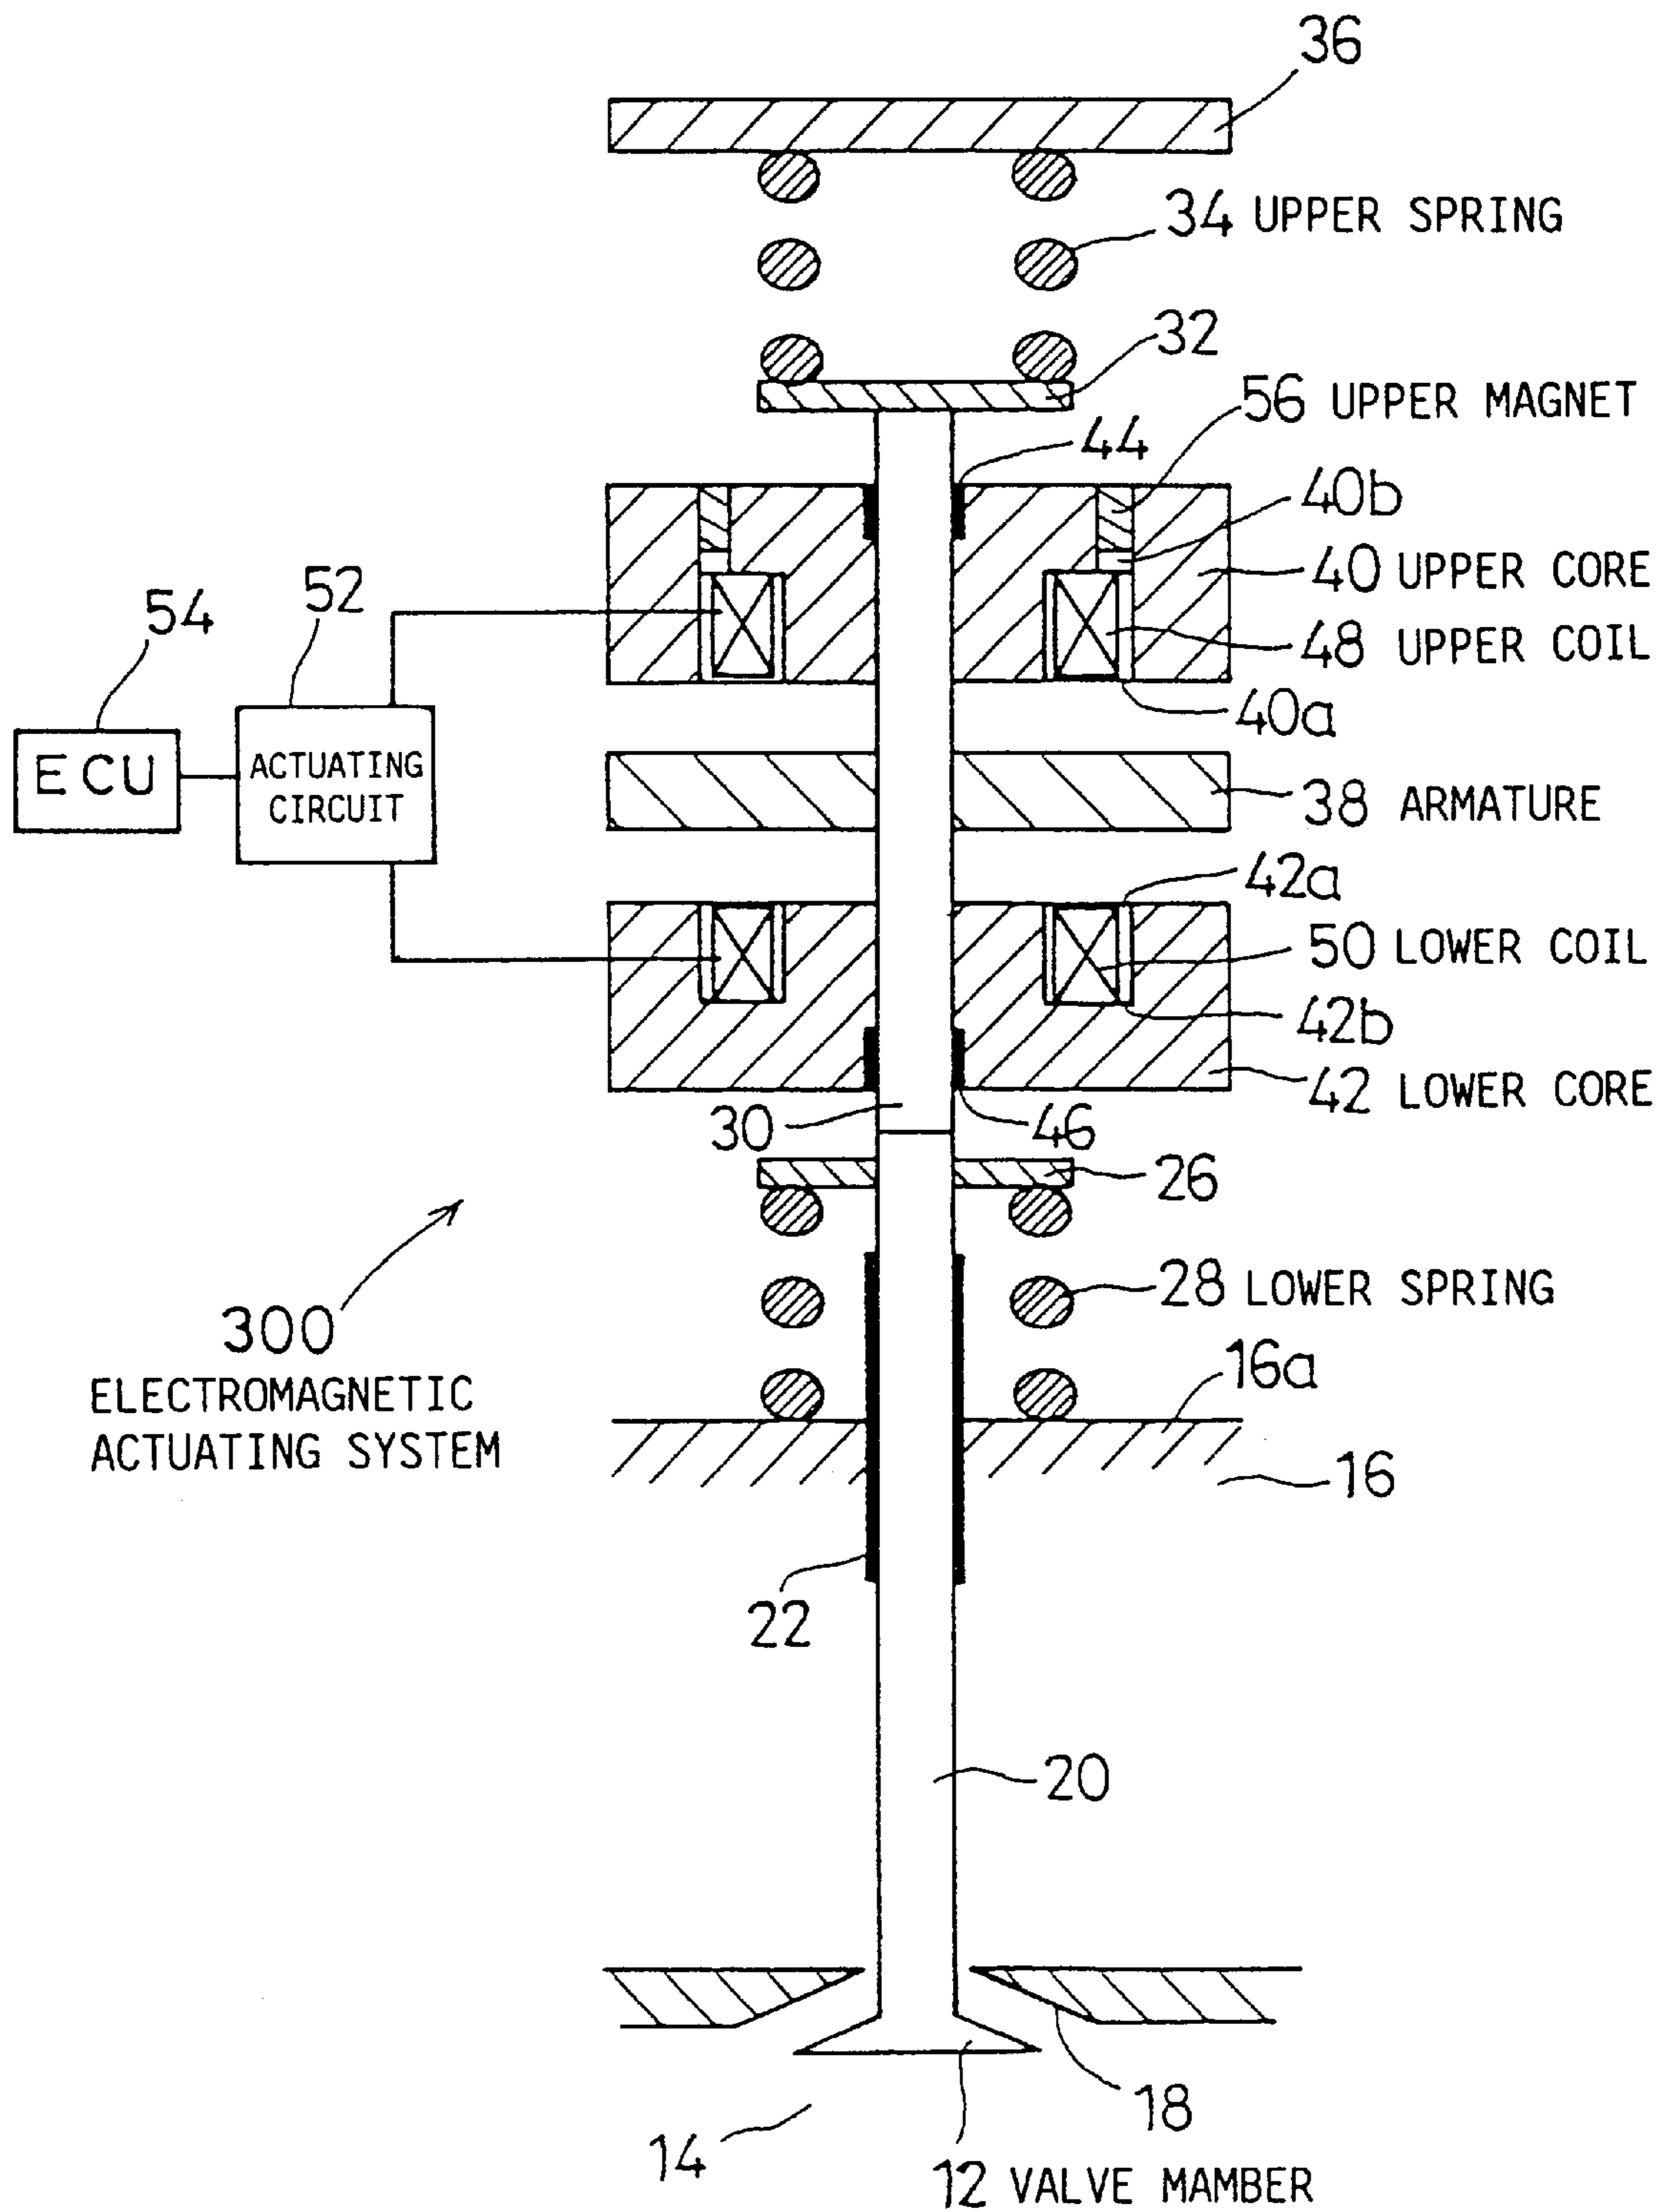 36
34 UPPER SPRING
32
56 UPPER MAGNET
44
40b
40 UPPER CORE
52
54
48 UPPER COIL
40a
ECU
ACTUATING
CIRCUIT
38 ARMATURE
42a
50 LOWER COIL
42b
42 LOWER CORE
30
46
26
28 LOWER SPRING
300
ELECTROMAGNETIC
ACTUATING SYSTEM
16a
16
22
20
18
14
12 VALVE MAMBER